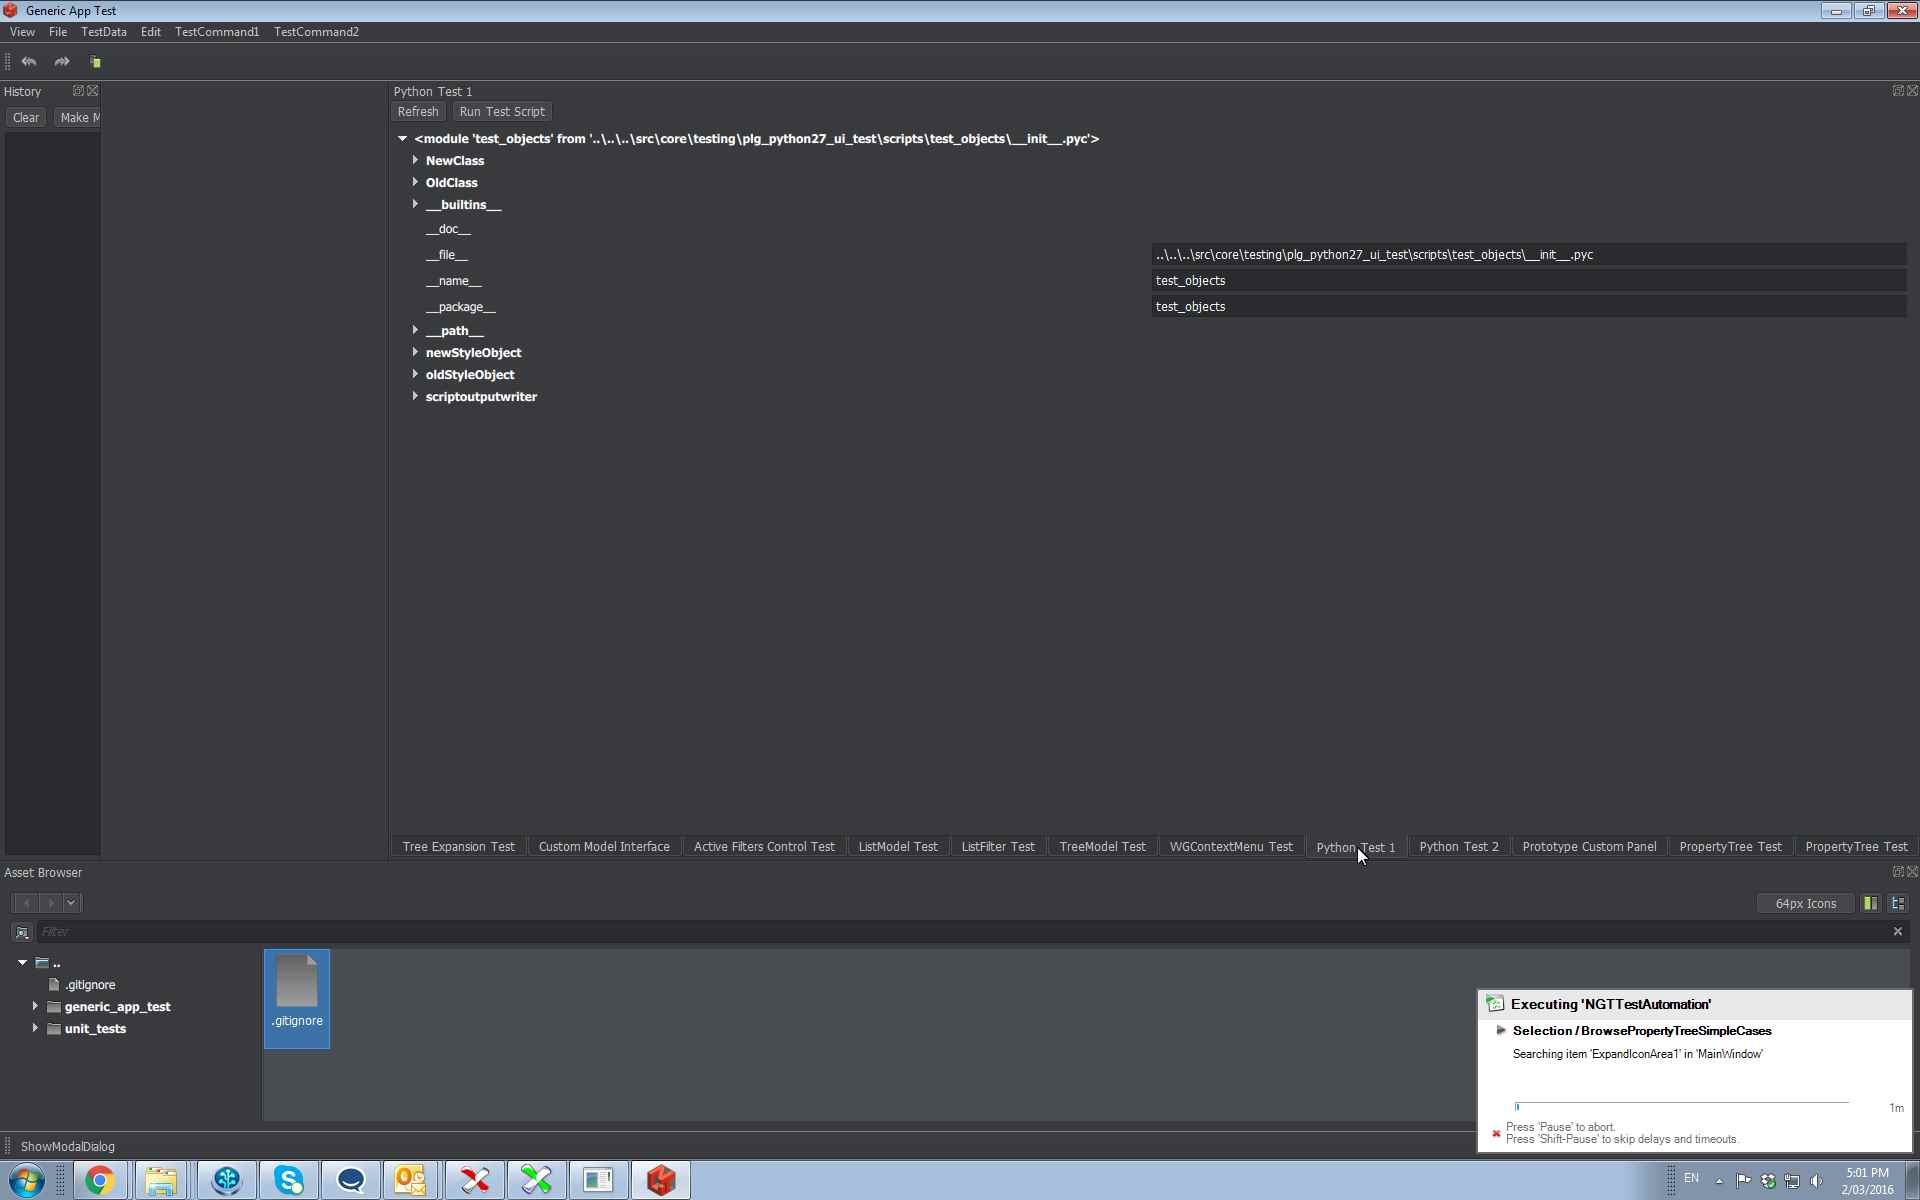 Generic App Test
View File TestData Edit TestCommand1 TestCommand2
History
Clear Make M
Python Test 1
Refresh Run Test Script
<module 'test_objects' from '..\..\..\src\core\testing\plg_python27_ui_test\scripts\test_objects\__init__.pyc'>
NewClass
OldClass
__builtins__
__doc__
__file__ ..\..\..\src\core\testing\plg_python27_ui_test\scripts\test_objects\__init__.pyc
__name__ test_objects
__package__ test_objects
__path__
newStyleObject
oldStyleObject
scriptoutputwriter
Tree Expansion Test Custom Model Interface Active Filters Control Test ListModel Test ListFilter Test TreeModel Test WGContextMenu Test Python Test 1 Python Test 2 Prototype Custom Panel PropertyTree Test PropertyTree Test
Asset Browser
64px Icons
Filter
..
.gitignore
generic_app_test
unit_tests
.gitignore
Executing 'NGTTestAutomation'
Selection / BrowsePropertyTreeSimpleCases
Searching item 'ExpandIconArea1' in 'MainWindow'
1m
Press 'Pause' to abort.
Press 'Shift-Pause' to skip delays and timeouts.
ShowModalDialog
EN
5:01 PM
2/03/2016